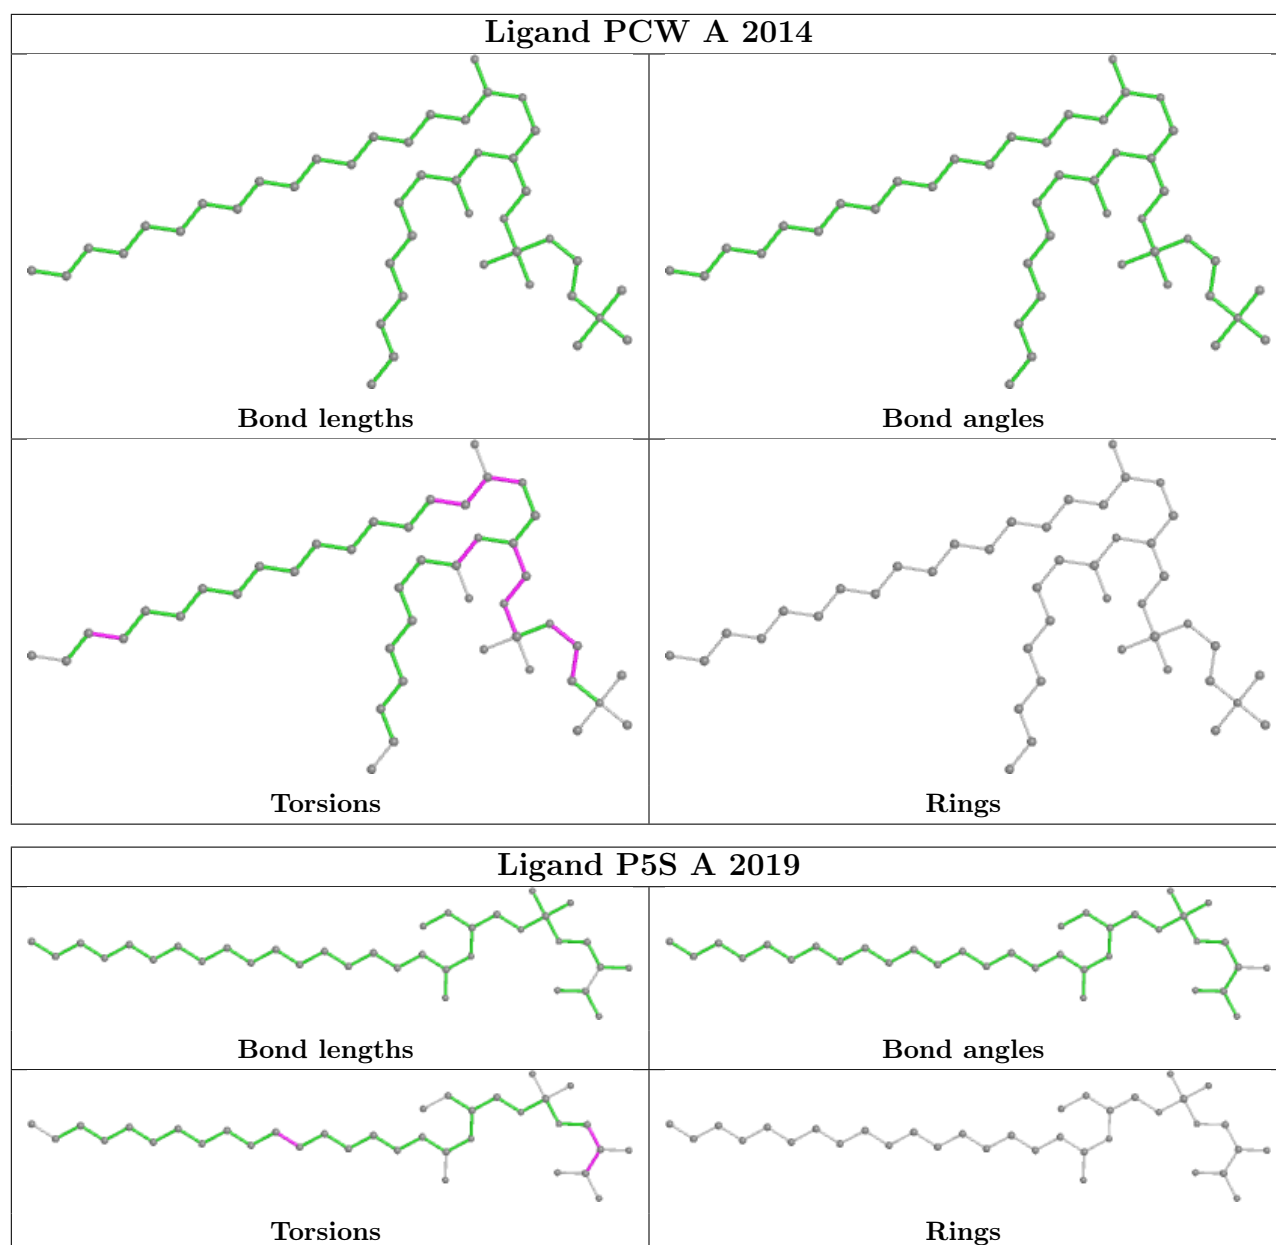 Ligand PCW A 2014
Bond lengths
Bond angles
Torsions
Rings
Ligand P5S A 2019
Bond lengths
Bond angles
Torsions
Rings